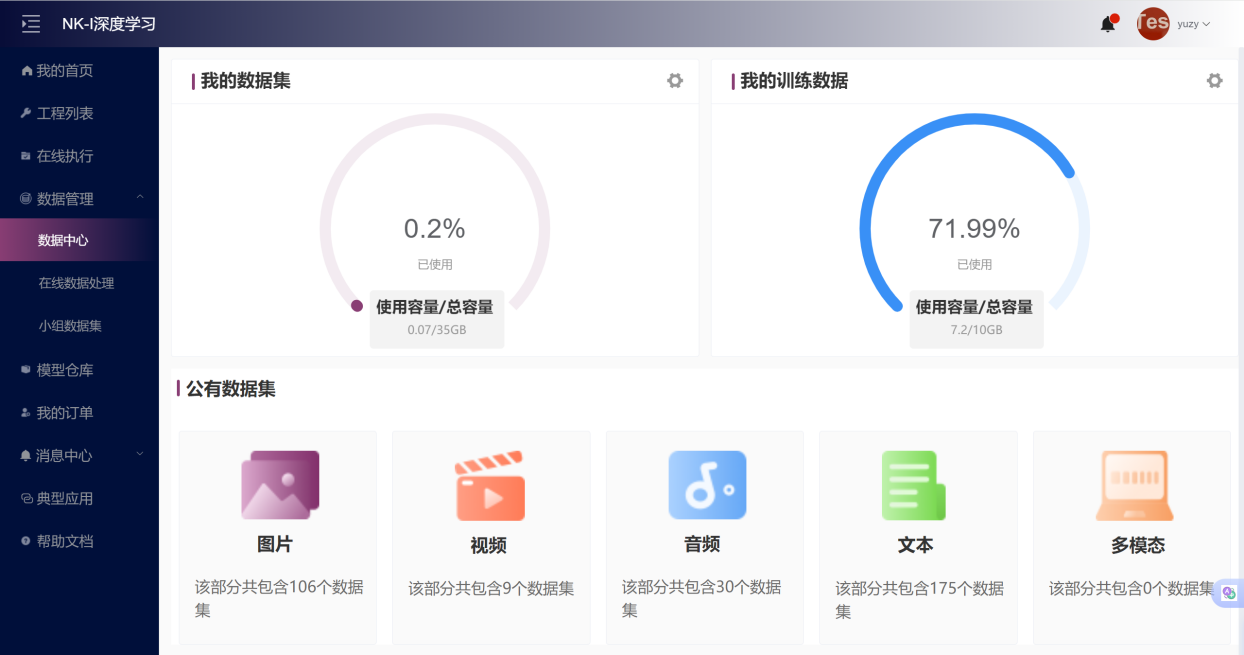 NK-I深度学习
Tes
yuzy
我的首页
工程列表
在线执行
数据管理
数据中心
在线数据处理
小组数据集
模型仓库
我的订单
消息中心
典型应用
帮助文档
我的数据集
0.2%
已使用
使用容量/总容量
0.07/35GB
我的训练数据
71.99%
已使用
使用容量/总容量
7.2/10GB
公有数据集
图片
该部分共包含106个数据
集
视频
该部分共包含9个数据集
音频
该部分共包含30个数据
集
文本
该部分共包含175个数据
集
多模态
该部分共包含0个数据集